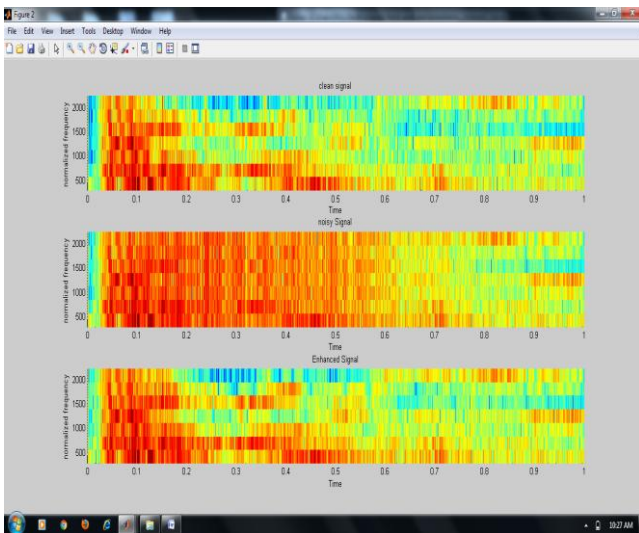 Figure 2
File Edit View Insert Tools Desktop Window Help
clean signal
normalized frequency
2000
1500
1000
500
0 0.1 0.2 0.3 0.4 0.5 0.6 0.7 0.8 0.9 1
Time
noisy Signal
normalized frequency
2000
1500
1000
500
0 0.1 0.2 0.3 0.4 0.5 0.6 0.7 0.8 0.9 1
Time
Enhanced Signal
normalized frequency
2000
1500
1000
500
0 0.1 0.2 0.3 0.4 0.5 0.6 0.7 0.8 0.9 1
Time
10:27 AM